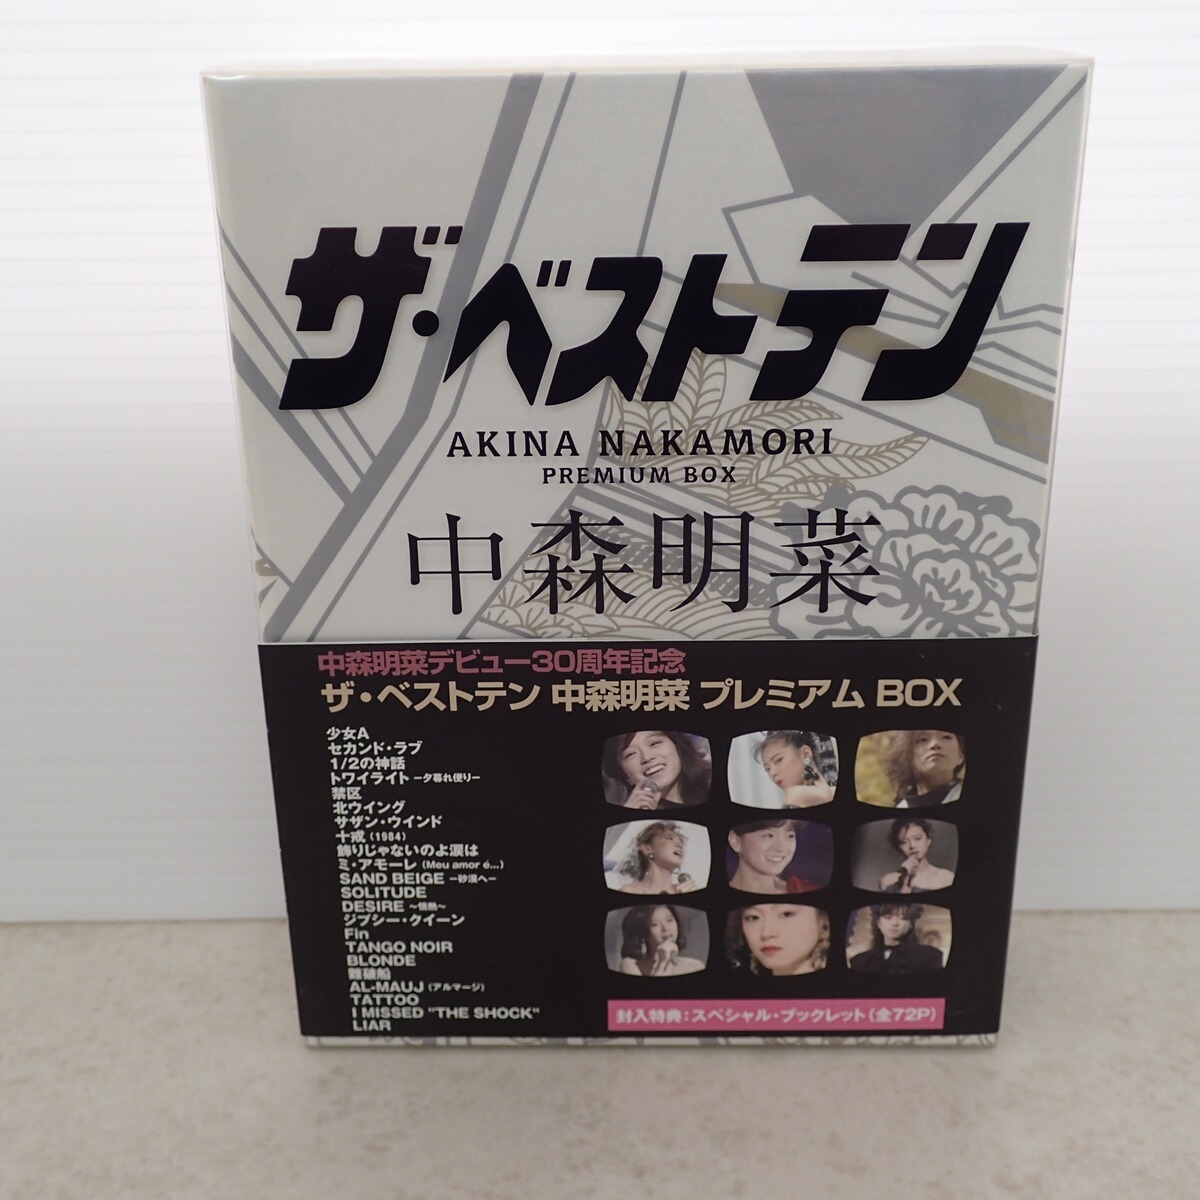 ザ・ベストテン
AKINA NAKAMORI
PREMIUM BOX
中森明菜
中森明菜デビュー30周年記念
ザ・ベストテン 中森明菜 プレミアム BOX
少女A
セカンド・ラブ
1/2の神話
トワイライト －夕暮れ便り－
禁区
北ウイング
サザン・ウインド
十戒 (1984)
飾りじゃないのよ涙は
ミ・アモーレ (Meu amor é...)
SAND BEIGE －砂漠へ－
SOLITUDE
DESIRE ～情熱～
ジプシー・クイーン
Fin
TANGO NOIR
BLONDE
難破船
AL-MAUJ (アルマージ)
TATTOO
I MISSED "THE SHOCK"
LIAR
封入特典：スペシャル・ブックレット (全72P)